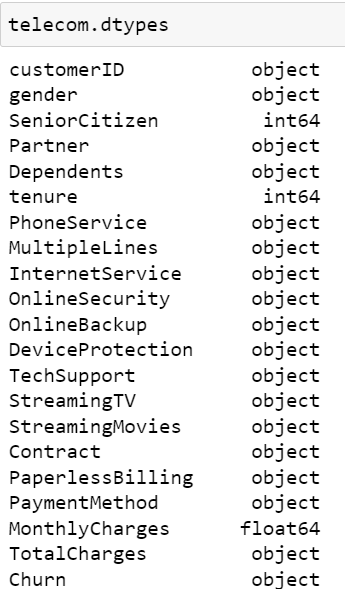 telecom.dtypes
customerID object
gender object
SeniorCitizen int64
Partner object
Dependents object
tenure int64
PhoneService object
MultipleLines object
InternetService object
OnlineSecurity object
OnlineBackup object
DeviceProtection object
TechSupport object
StreamingTV object
StreamingMovies object
Contract object
PaperlessBilling object
PaymentMethod object
MonthlyCharges float64
TotalCharges object
Churn object